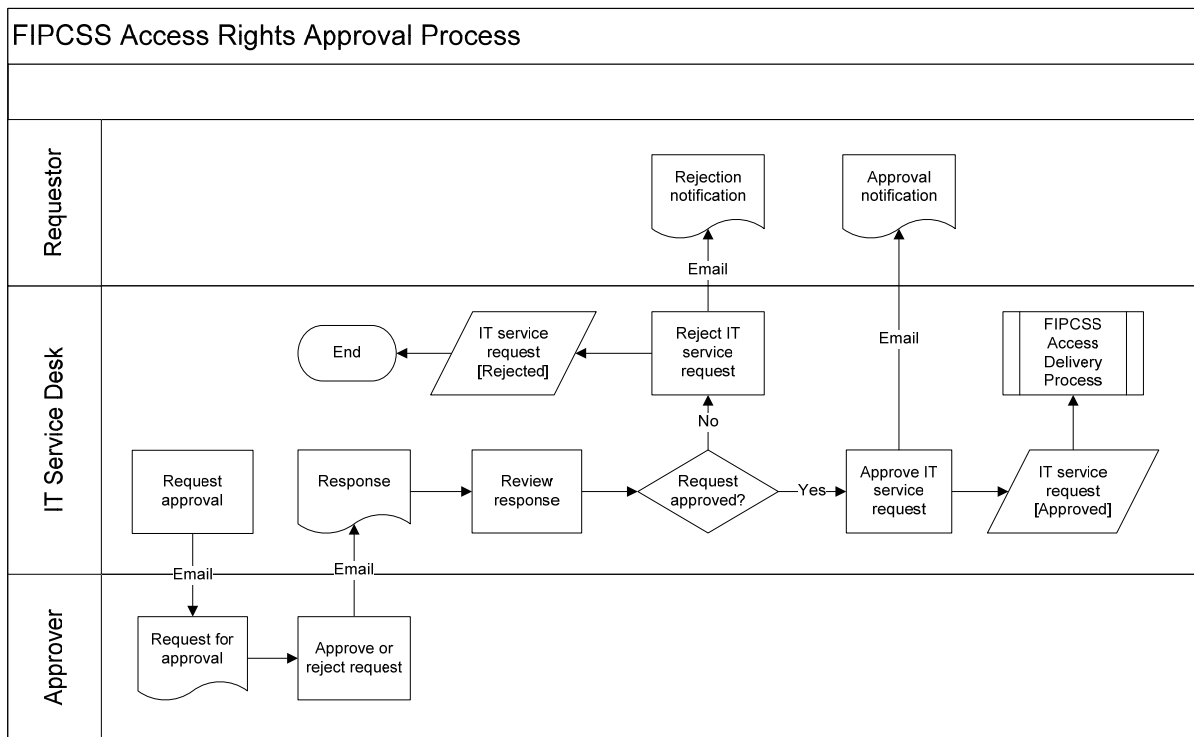 FIPCSS Access Rights Approval Process
Requestor
Rejection
notification
Approval
notification
Email
Email
IT Service Desk
End
IT service
request
[Rejected]
Reject IT
service
request
FIPCSS
Access
Delivery
Process
No
Request
approval
Response
Review
response
Request
approved?
Yes
Approve IT
service
request
IT service
request
[Approved]
Email
Email
Approver
Request for
approval
Approve or
reject request